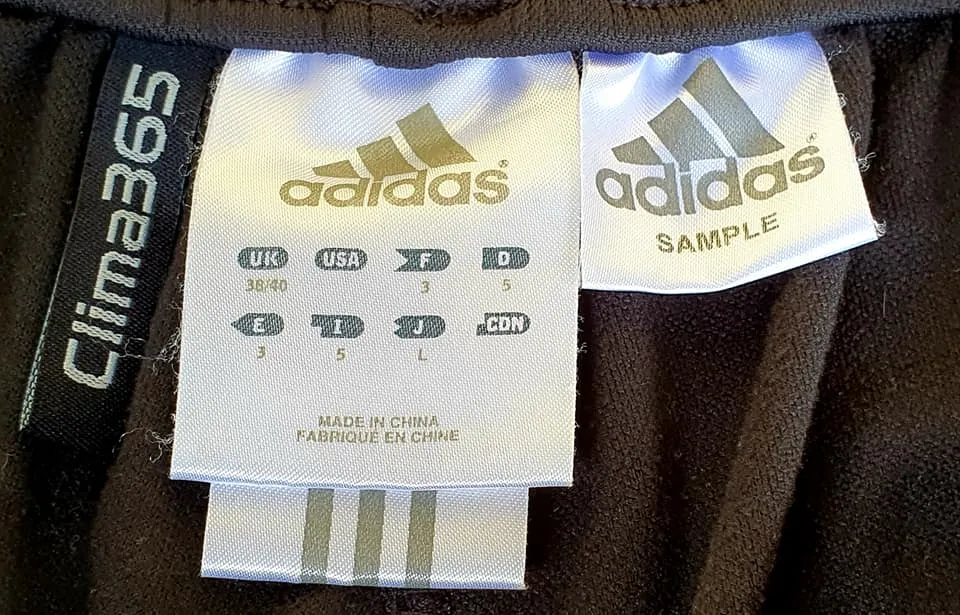 Clima365
adidas®
UK USA F D
38/40 3 5
E I J CDN
3 5 L
MADE IN CHINA
FABRIQUÉ EN CHINE
adidas®
SAMPLE